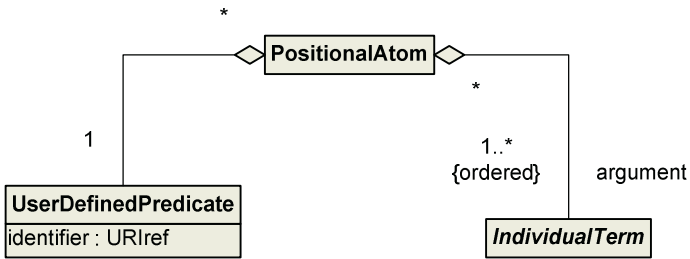 *
PositionalAtom
*
1
1..*
{ordered}
argument
UserDefinedPredicate
identifier : URIref
IndividualTerm